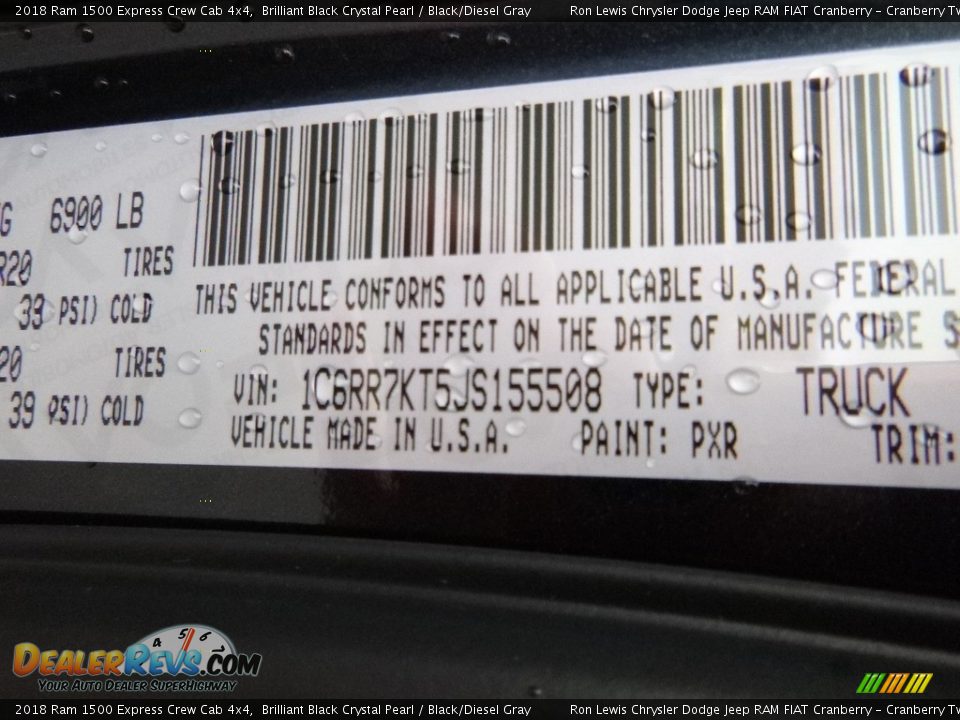 2018 Ram 1500 Express Crew Cab 4x4, Brilliant Black Crystal Pearl / Black/Diesel Gray Ron Lewis Chrysler Dodge Jeep RAM FIAT Cranberry - Cranberry
G 6900 LB
R20 TIRES
39 PSI) COLD
20 TIRES
39 PSI) COLD
THIS VEHICLE CONFORMS TO ALL APPLICABLE U.S.A. FEDERAL
STANDARDS IN EFFECT ON THE DATE OF MANUFACTURE
VIN: 1C6RR7KT5JS155508 TYPE: TRUCK
VEHICLE MADE IN U.S.A. PAINT: PXR TRIM:
4 5 6
DEALERREVS.COM
YOUR AUTO DEALER SUPERHIGHWAY
2018 Ram 1500 Express Crew Cab 4x4, Brilliant Black Crystal Pearl / Black/Diesel Gray Ron Lewis Chrysler Dodge Jeep RAM FIAT Cranberry - Cranberry